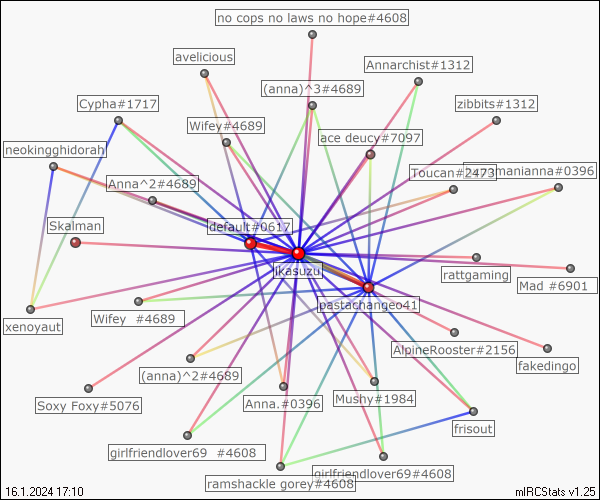 no cops no laws no hope#4608
avelicious
Annarchist#1312
(anna)^3#4689
Cypha#1717
zibbits#1312
Wifey#4689
ace deucy#7097
neokingghidorah
Toucan#2473
manianna#0396
Anna^2#4689
Skalman
default#0617
ikasuzu
rattgaming
Mad #6901
pastachangeo41
xenoyaut
Wifey  #4689
AlpineRooster#2156
fakedingo
(anna)^2#4689
Soxy Foxy#5076
Anna.#0396
Mushy#1984
frisout
girlfriendlover69  #4608
girlfriendlover69#4608
ramshackle gorey#4608
16.1.2024 17:10
mIRCStats v1.25